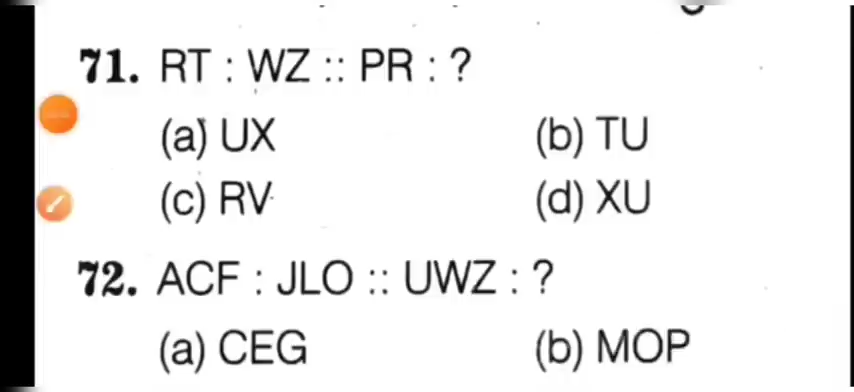 71. RT : WZ :: PR : ?
(a) UX (b) TU
(c) RV (d) XU
72. ACF : JLO :: UWZ : ?
(a) CEG (b) MOP